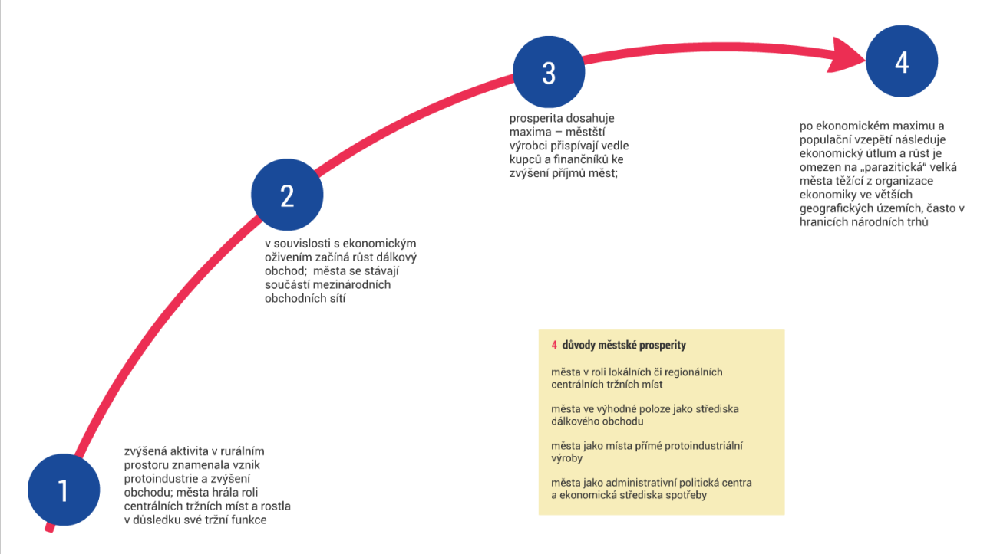 1
zvýšená aktivita v rurálním
prostoru znamenala vznik
protoindustrie a zvýšení
obchodu; města hrála roli
centrálních tržních míst a rostla
v důsledku své tržní funkce
2
v souvislosti s ekonomickým
oživením začíná růst dálkový
obchod;  města se stávají
součástí mezinárodních
obchodních sítí
3
prosperita dosahuje
maxima – městští
výrobci přispívají vedle
kupců a finančníků ke
zvýšení příjmů měst;
4
po ekonomickém maximu a
populační vzepětí následuje
ekonomický útlum a růst je
omezen na „parazitická“ velká
města těžící z organizace
ekonomiky ve větších
geografických územích, často v
hranicích národních trhů
4 důvody městské prosperity
města v roli lokálních či regionálních
centrálních tržních míst
města ve výhodné poloze jako střediska
dálkového obchodu
města jako místa přímé protoindustriální
výroby
města jako administrativní politická centra
a ekonomická střediska spotřeby